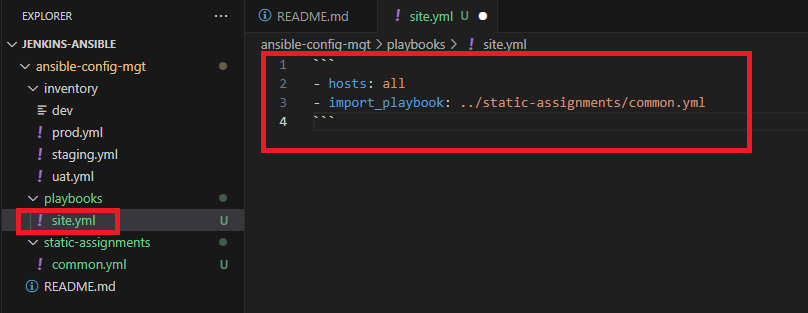 EXPLORER
...
JENKINS-ANSIBLE
ansible-config-mgt
inventory
dev
! prod.yml
! staging.yml
! uat.yml
playbooks
! site.yml U
static-assignments
! common.yml U
README.md
README.md
! site.yml U
ansible-config-mgt > playbooks > ! site.yml
1 ```
2 - hosts: all
3 - import_playbook: ../static-assignments/common.yml
4 ```